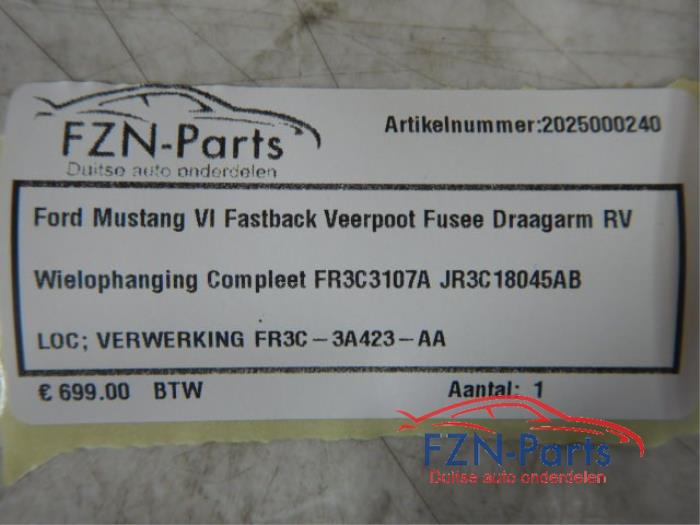 FZN-Parts
Duitse auto onderdelen
Artikelnummer:2025000240
Ford Mustang VI Fastback Veerpoot Fusee Draagarm RV
Wielophanging Compleet FR3C3107A JR3C18045AB
LOC; VERWERKING FR3C-3A423-AA
€ 699.00 BTW Aantal: 1
FZN-Parts
Duitse auto onderdelen